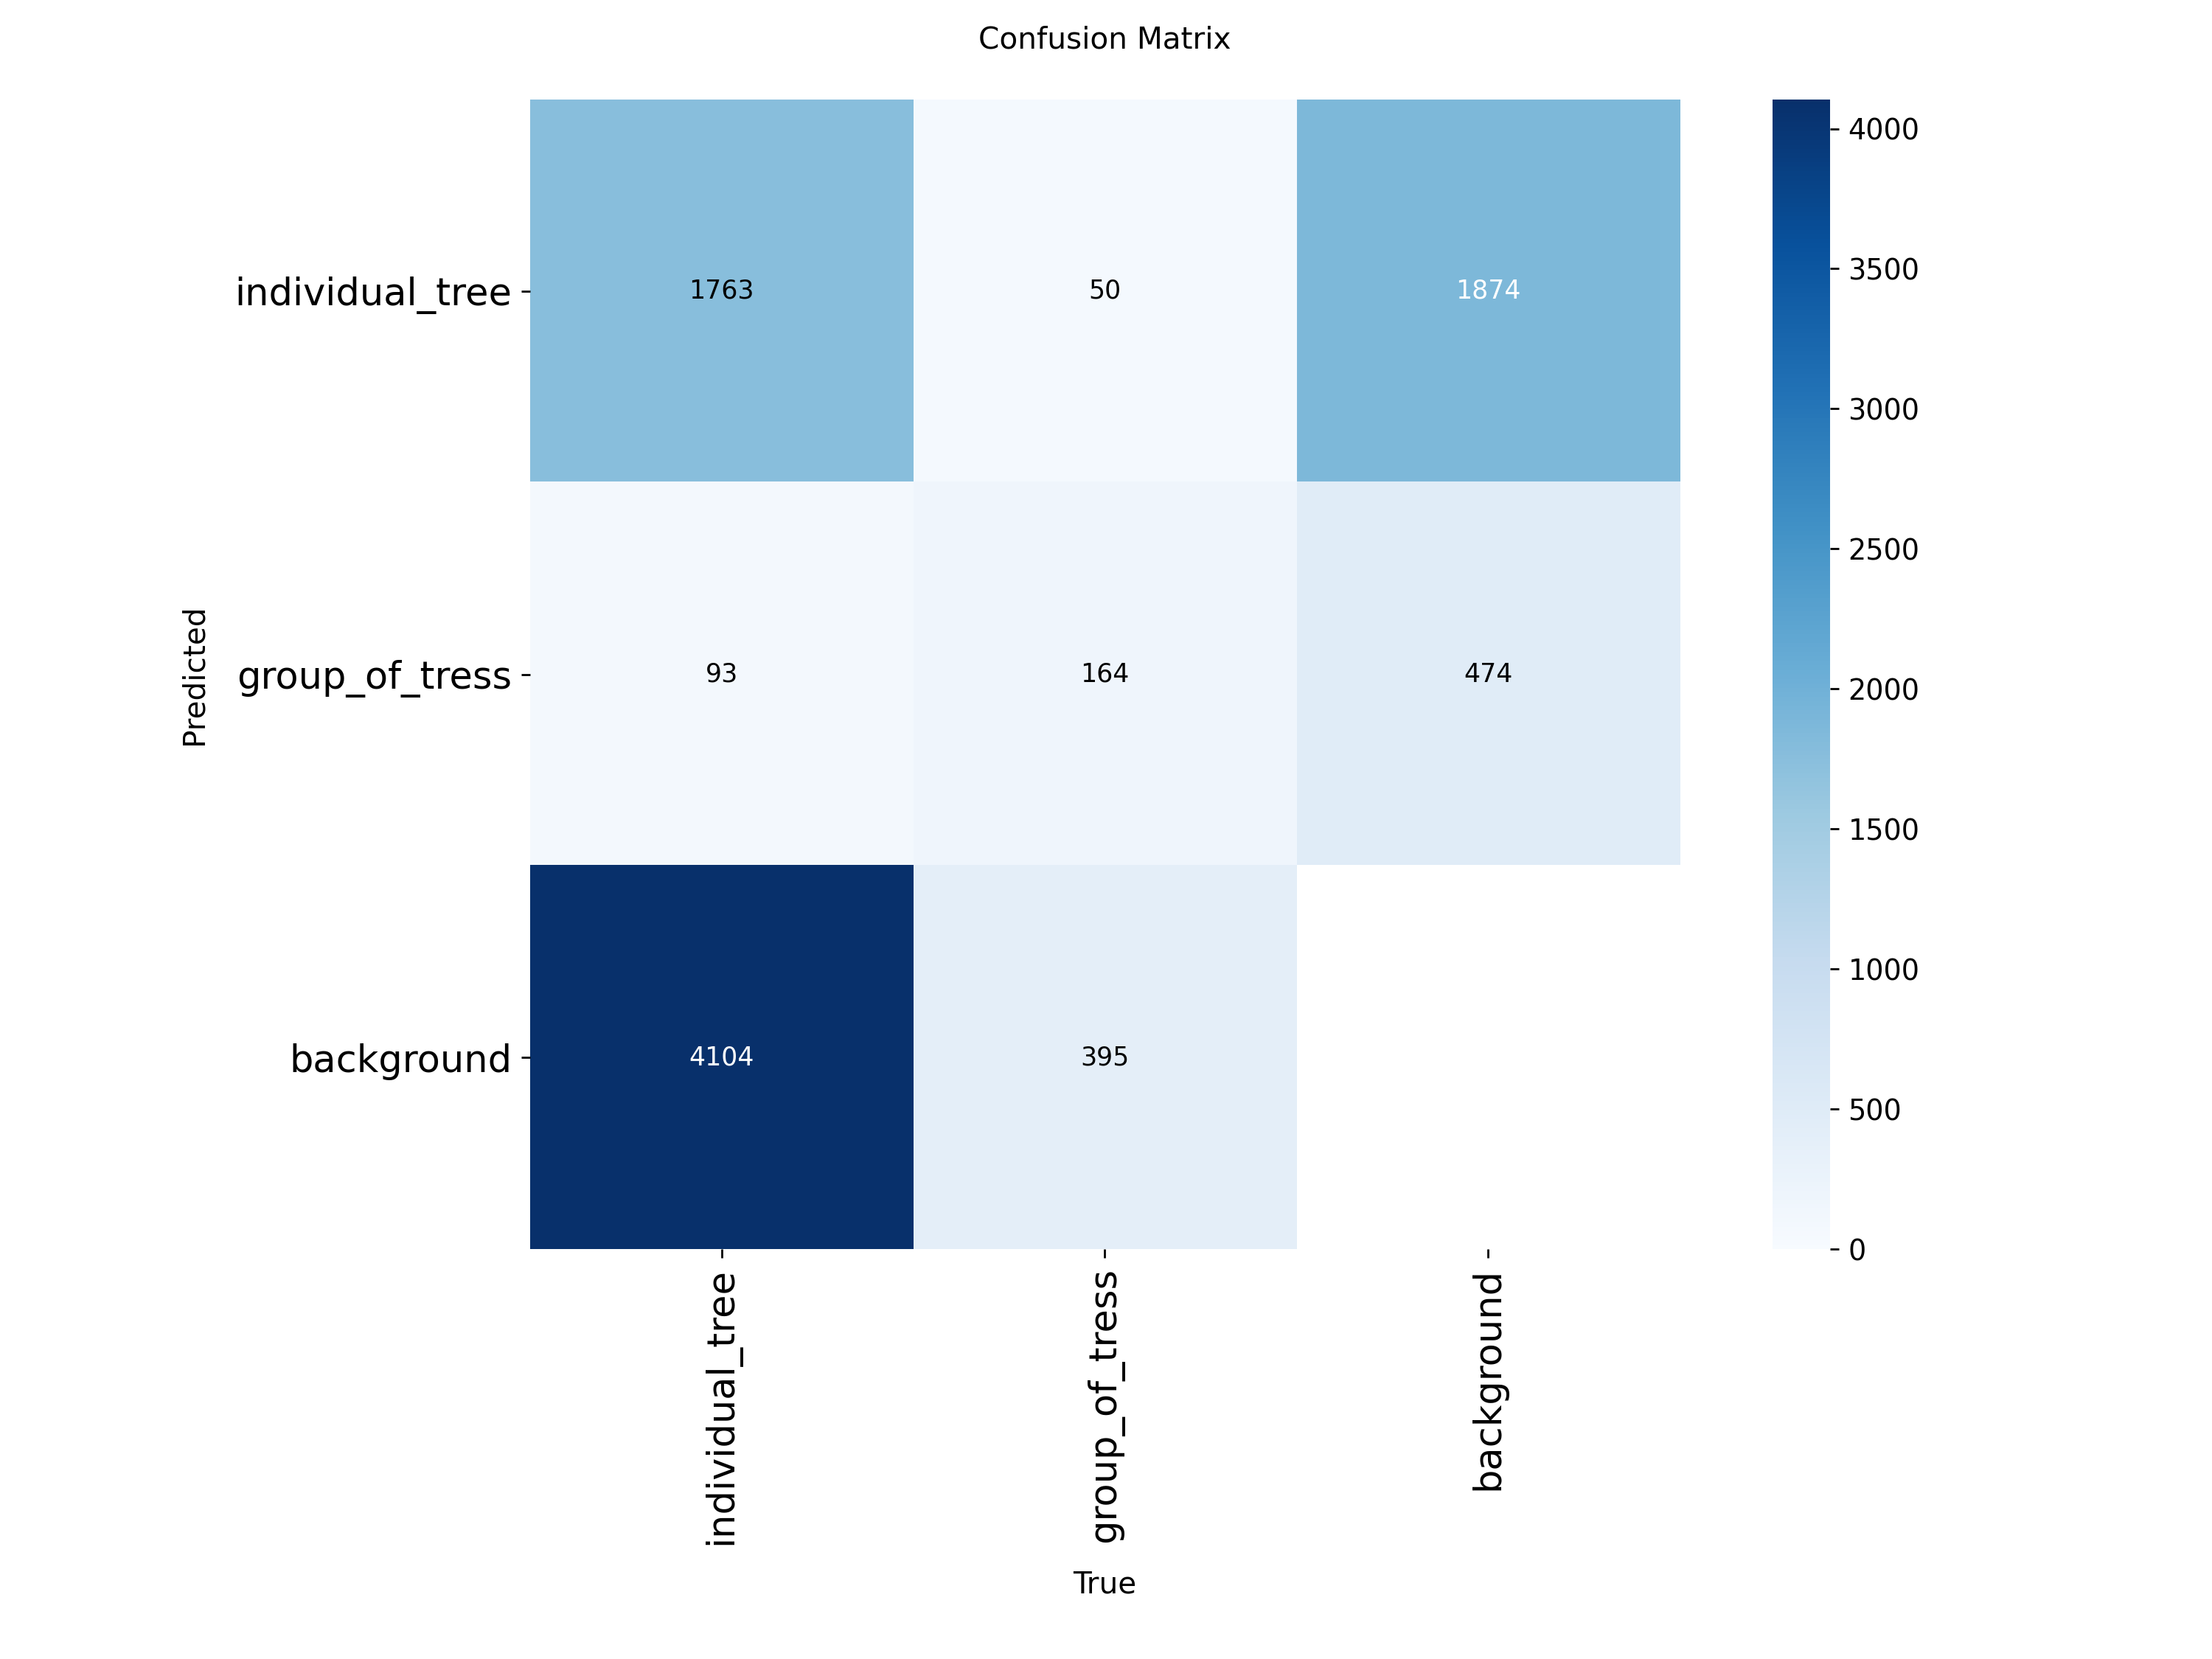 Confusion Matrix
individual_tree
1763
50
1874
group_of_tress
93
164
474
background
4104
395
Predicted
individual_tree
group_of_tress
background
True
4000
3500
3000
2500
2000
1500
1000
500
0